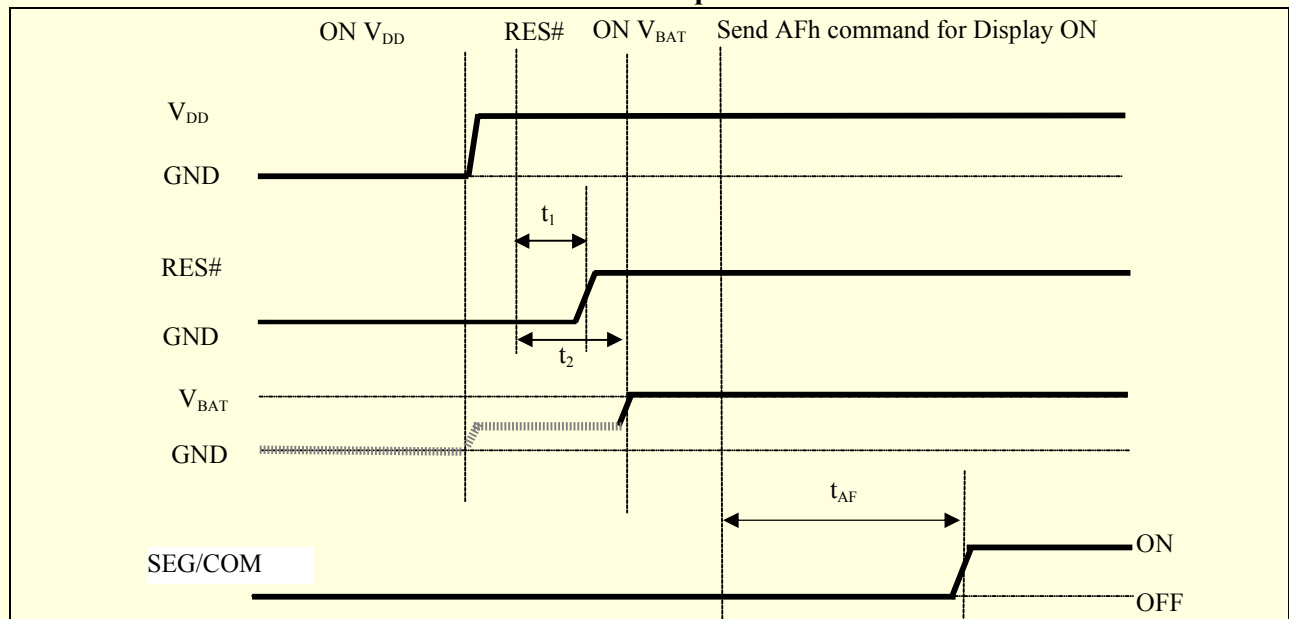 ON VDD RES# ON VBAT Send AFh command for Display ON
VDD
GND
t1
RES#
GND
t2
VBAT
GND
tAF
ON
SEG/COM
OFF